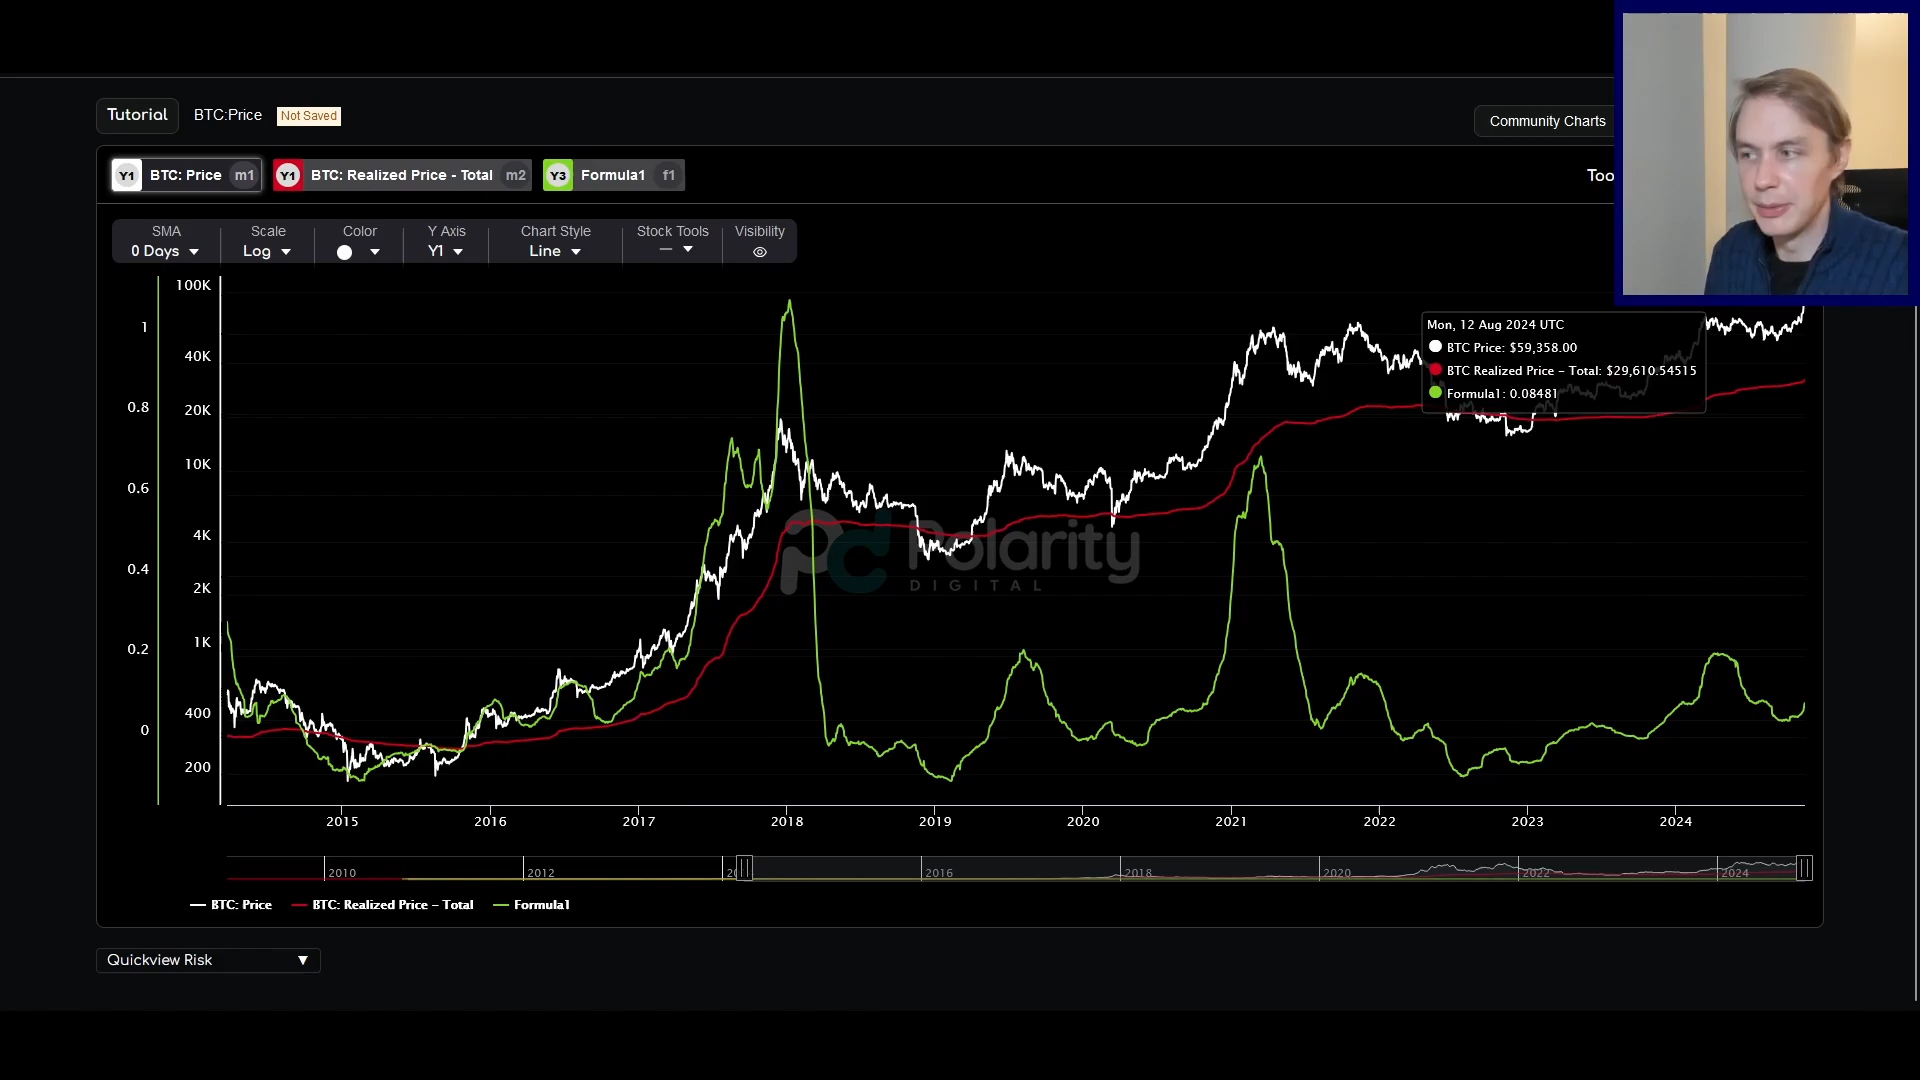 Tutorial BTC:Price Not Saved
Community Charts
Y1 BTC: Price m1 Y1 BTC: Realized Price - Total m2 Y3 Formula1 f1
Too
SMA Scale Color Y Axis Chart Style Stock Tools Visibility
0 Days Log Y1 Line
100K
1
40K
0.8
20K
10K
0.6
4K
0.4
2K
1K
0.2
400
0
200
Mon, 12 Aug 2024 UTC
BTC Price: $59,358.00
BTC Realized Price - Total: $29,610.54515
Formula1: 0.08481
Polarity
DIGITAL
2015 2016 2017 2018 2019 2020 2021 2022 2023 2024
2010 2012 2016 2018 2020 2022 2024
BTC: Price BTC: Realized Price - Total Formula1
Quickview Risk